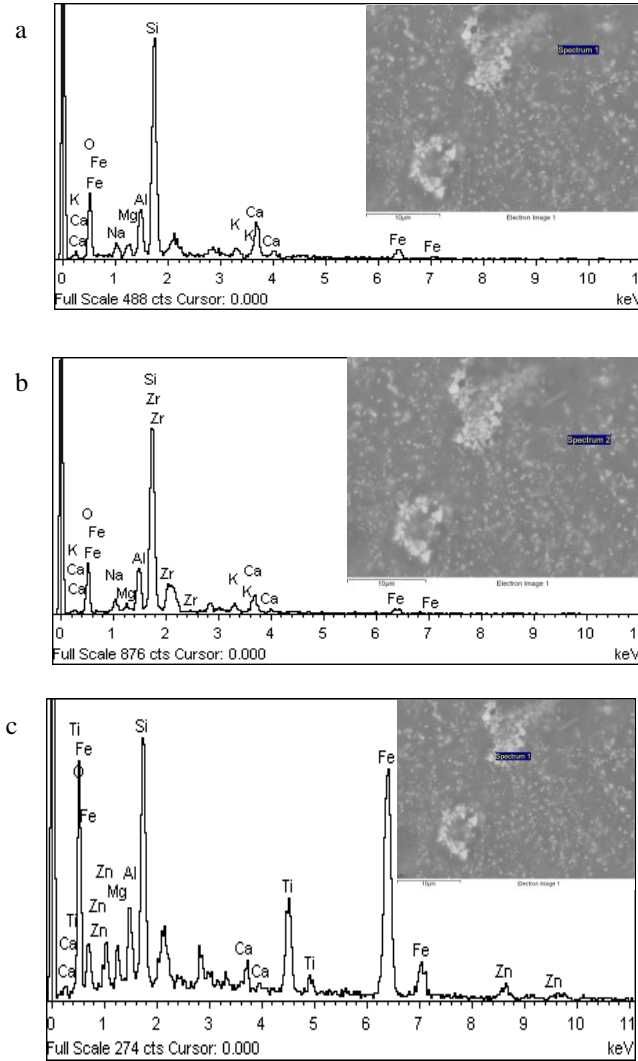 a
Si
Spectrum 1
O
Fe
K
Fe
Al
Ca
Ca
Mg
K
Ca
Na
K
Ca
Fe
Fe
10µm
Electron Image 1
0 1 2 3 4 5 6 7 8 9 10
Full Scale 488 cts Cursor: 0.000
keV
b
Si
Zr
Zr
Spectrum 2
O
Fe
K
Ca
Fe
Na
Al
Zr
Ca
K
Ca
Mg
Zr
K
Ca
Fe
Fe
10µm
Electron Image 1
0 1 2 3 4 5 6 7 8 9 10
Full Scale 876 cts Cursor: 0.000
keV
c
Ti
Si
Fe
Fe
O
Spectrum 1
Fe
Zn
Al
Mg
Zn
Ti
Ti
Ca
Zn
Ca
Ca
Ca
Ti
Fe
Zn
Zn
10µm
Electron Image 1
0 1 2 3 4 5 6 7 8 9 10 11
Full Scale 274 cts Cursor: 0.000
keV